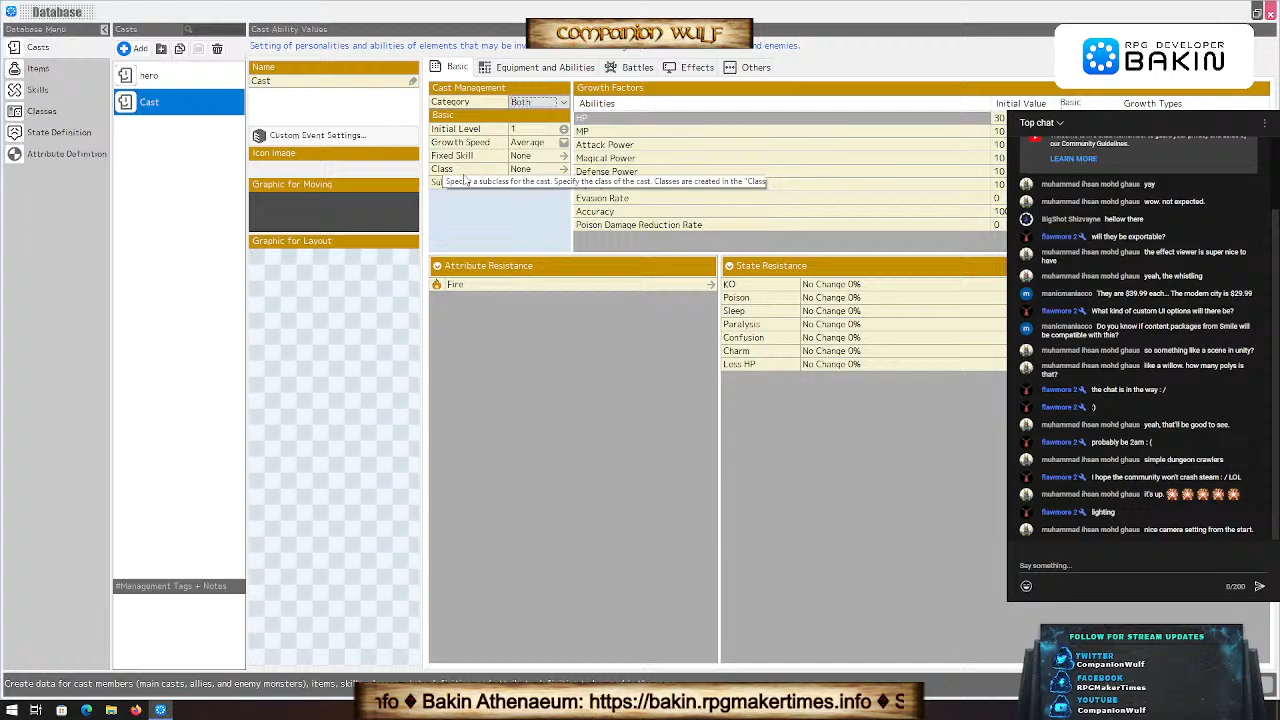 Database
COMPANION WULF
RPG DEVELOPER
BAKIN
Database Menu
Casts
Items
Skills
Classes
State Definition
Attribute Definition
Casts
Add
hero
Cast
#Management Tags + Notes
Cast Ability Values
Setting of personalities and abilities of elements that may be
enemies.
Name
Cast
Custom Event Settings...
Icon Image
Graphic for Moving
Graphic for Layout
Basic
Equipment and Abilities
Battles
Effects
Others
Cast Management
Category Both
Basic
Initial Level 1
Growth Speed Average
Fixed Skill None
Class None
Specify a subclass for the cast. Specify the class of the cast. Classes are created in the "Class
Growth Factors
Abilities Initial Value Basic Growth Types
HP 30
MP 10
Attack Power 10
Magical Power 10
Defense Power 10
10
Evasion Rate 0
Accuracy 100
Poison Damage Reduction Rate 0
Attribute Resistance
Fire
State Resistance
KO No Change 0%
Poison No Change 0%
Sleep No Change 0%
Paralysis No Change 0%
Confusion No Change 0%
Charm No Change 0%
Less HP No Change 0%
Top chat
our Community Guidelines.
LEARN MORE
muhammad ihsan mohd ghaus yay
muhammad ihsan mohd ghaus wow. not expected.
BigShot Shizvayne hellow there
flawmore 2 will they be exportable?
muhammad ihsan mohd ghaus the effect viewer is super nice to
have
muhammad ihsan mohd ghaus yeah, the whistling
manicmaniacco They are $39.99 each... The modern city is $29.99
flawmore 2 What kind of custom UI options will there be?
manicmaniacco Do you know if content packages from Smile will
be compatible with this?
muhammad ihsan mohd ghaus so something like a scene in unity?
muhammad ihsan mohd ghaus like a willow. how many polys is
that?
flawmore 2 the chat is in the way : /
flawmore 2 :)
muhammad ihsan mohd ghaus yeah, that'll be good to see.
flawmore 2 probably be 2am : (
muhammad ihsan mohd ghaus simple dungeon crawlers
flawmore 2 I hope the community won't crash steam : / LOL
muhammad ihsan mohd ghaus it's up.
flawmore 2 lighting
muhammad ihsan mohd ghaus nice camera setting from the start.
Say something...
0/200
FOLLOW FOR STREAM UPDATES
TWITTER
CompanionWulf
FACEBOOK
RPGMakerTimes
YOUTUBE
CompanionWulf
Create data for cast members (main casts, allies, and enemy monsters), items,
nfo ♦ Bakin Athenaeum: https://bakin.rpgmakertimes.info ♦ S